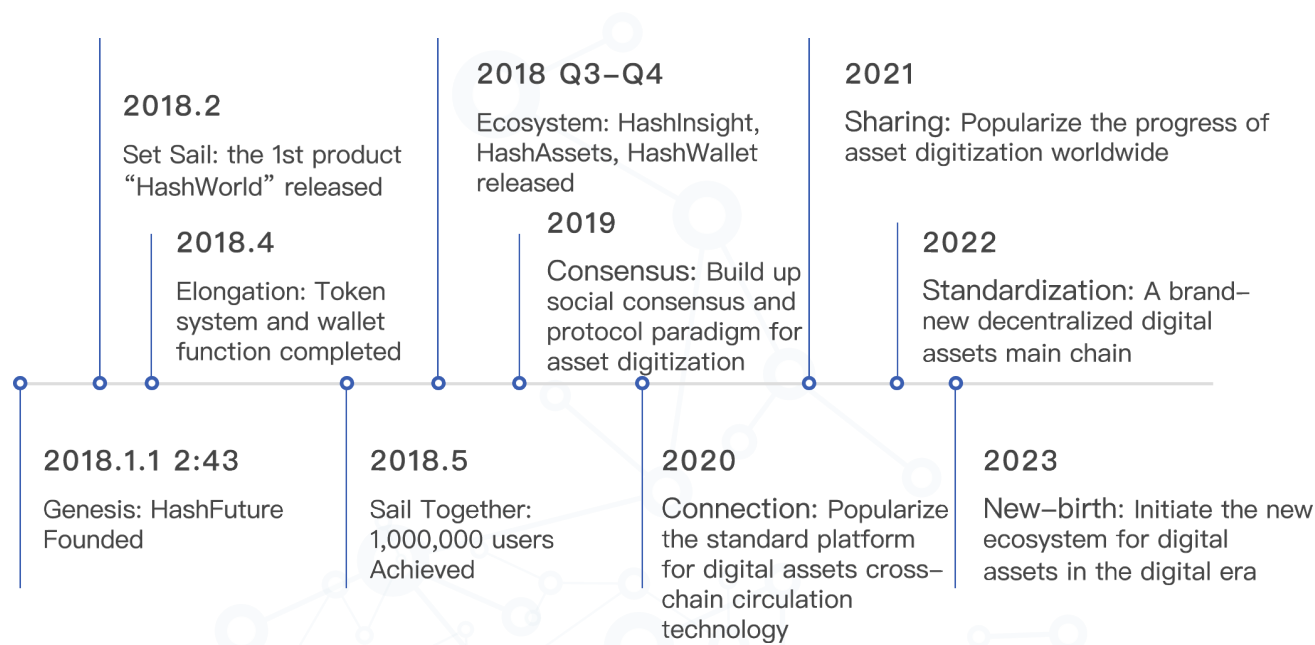 2018.2
Set Sail: the 1st product
“HashWorld” released
2018.4
Elongation: Token
system and wallet
function completed
2018 Q3–Q4
Ecosystem: HashInsight,
HashAssets, HashWallet
released
2019
Consensus: Build up
social consensus and
protocol paradigm for
asset digitization
2021
Sharing: Popularize the progress of
asset digitization worldwide
2022
Standardization: A brand–
new decentralized digital
assets main chain
2018.1.1 2:43
Genesis: HashFuture
Founded
2018.5
Sail Together:
1,000,000 users
Achieved
2020
Connection: Popularize
the standard platform
for digital assets cross–
chain circulation
technology
2023
New–birth: Initiate the new
ecosystem for digital
assets in the digital era